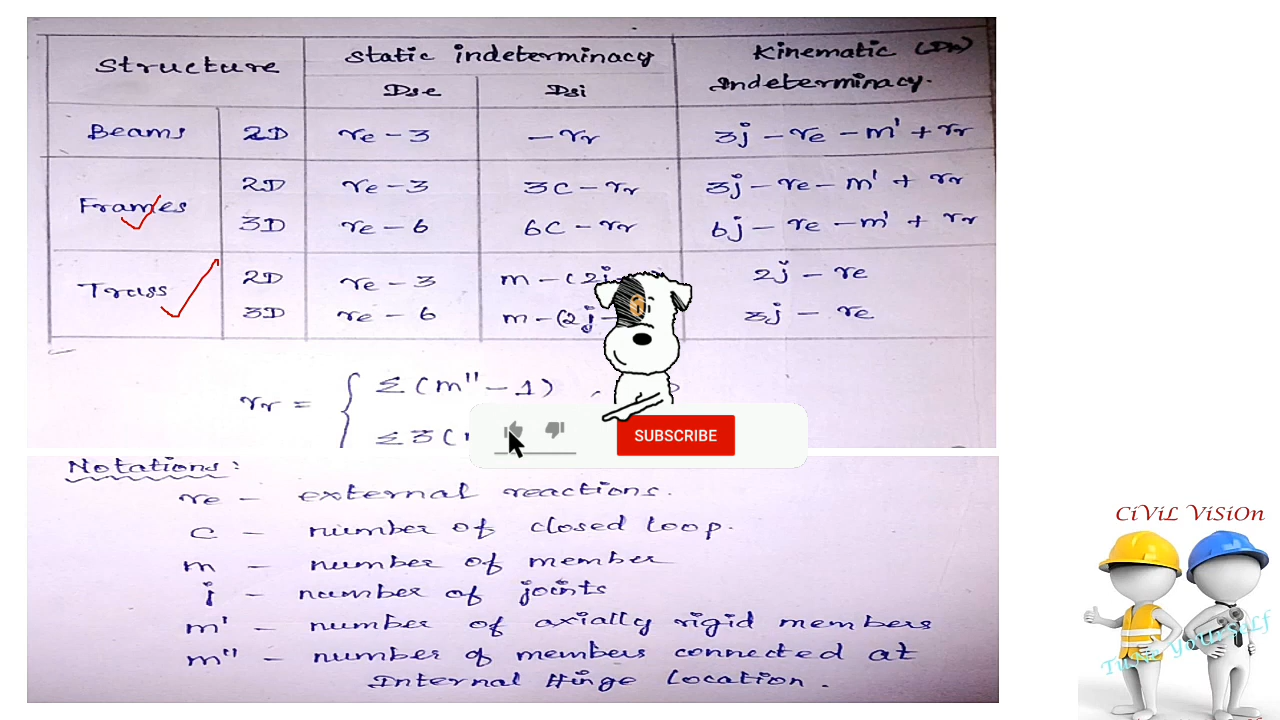 Structure Static indeterminacy Kinematic (Dk)
Dse Dsi Indeterminacy.
Beams 2D re - 3 - rr 3j - re - m' + rr
2D re - 3 3c - rr 3j - re - m' + rr
Frames
3D re - 6 6c - rr 6j - re - m' + rr
2D re - 3 m - (2j 2j - re
Truss
3D re - 6 m - (2j - 3j - re
rr = { Σ(m" - 1)
Σ3(
SUBSCRIBE
Notations:
re - external reactions.
c - number of closed loop.
m - number of member
j - number of joints
m' - number of axially rigid members
m" - number of members connected at
Internal Hinge Location.
CiViL ViSiOn
TuNe YoUrSeLf